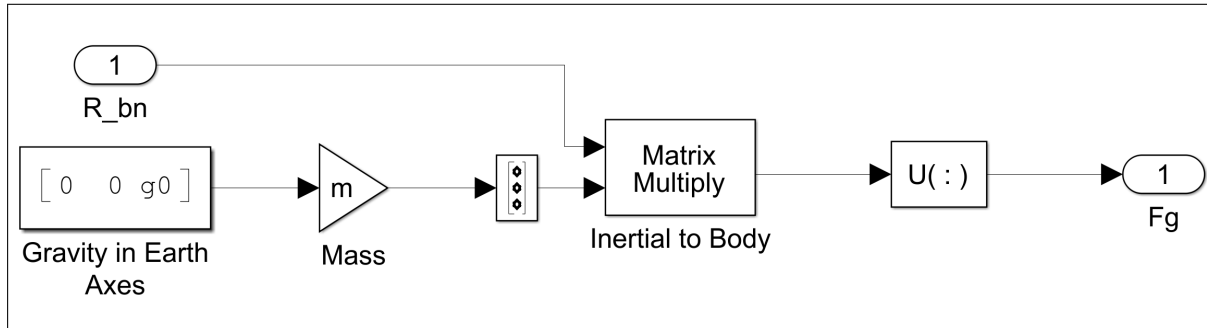 1
R_bn
[ 0 0 g0 ]
Gravity in Earth
Axes
m
Mass
Matrix
Multiply
Inertial to Body
U( : )
1
Fg